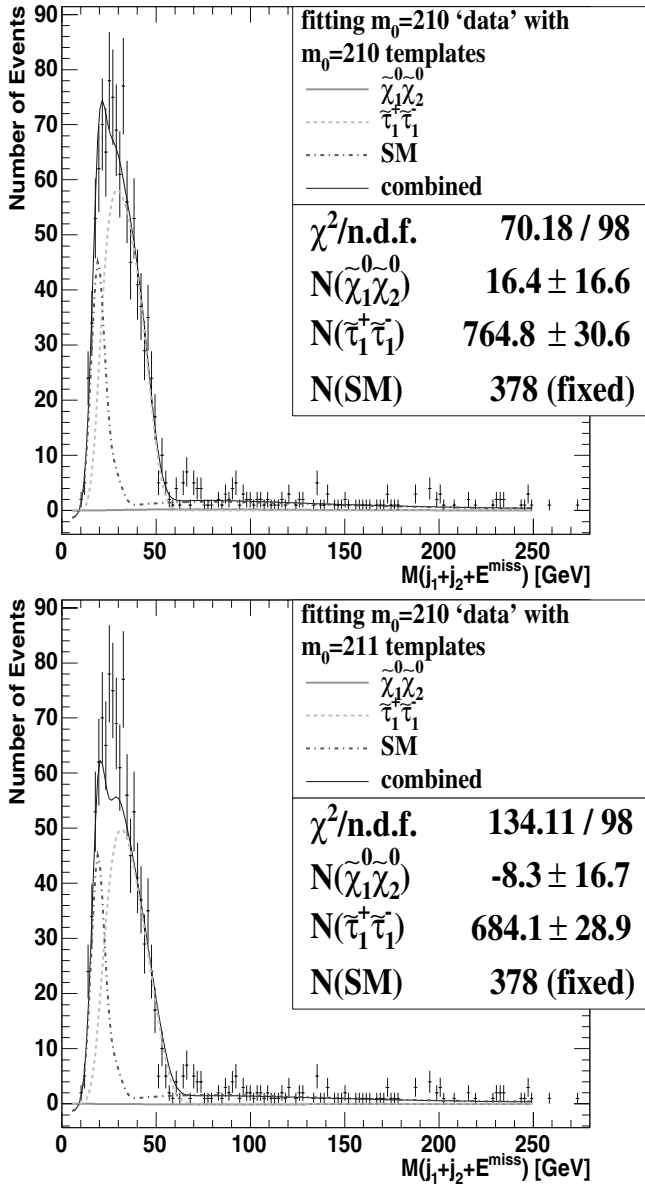 fitting m₀=210 ‘data’ with
m₀=210 templates
χ̃₁⁰χ̃₂⁰
τ̃₁⁺τ̃₁⁻
SM
combined
χ²/n.d.f. 70.18 / 98
N(χ̃₁⁰χ̃₂⁰) 16.4 ± 16.6
N(τ̃₁⁺τ̃₁⁻) 764.8 ± 30.6
N(SM) 378 (fixed)
Number of Events
90
80
70
60
50
40
30
20
10
0
0 50 100 150 200 250
M(j₁+j₂+Eᵐⁱˢˢ) [GeV]
fitting m₀=210 ‘data’ with
m₀=211 templates
χ̃₁⁰χ̃₂⁰
τ̃₁⁺τ̃₁⁻
SM
combined
χ²/n.d.f. 134.11 / 98
N(χ̃₁⁰χ̃₂⁰) -8.3 ± 16.7
N(τ̃₁⁺τ̃₁⁻) 684.1 ± 28.9
N(SM) 378 (fixed)
Number of Events
90
80
70
60
50
40
30
20
10
0
0 50 100 150 200 250
M(j₁+j₂+Eᵐⁱˢˢ) [GeV]